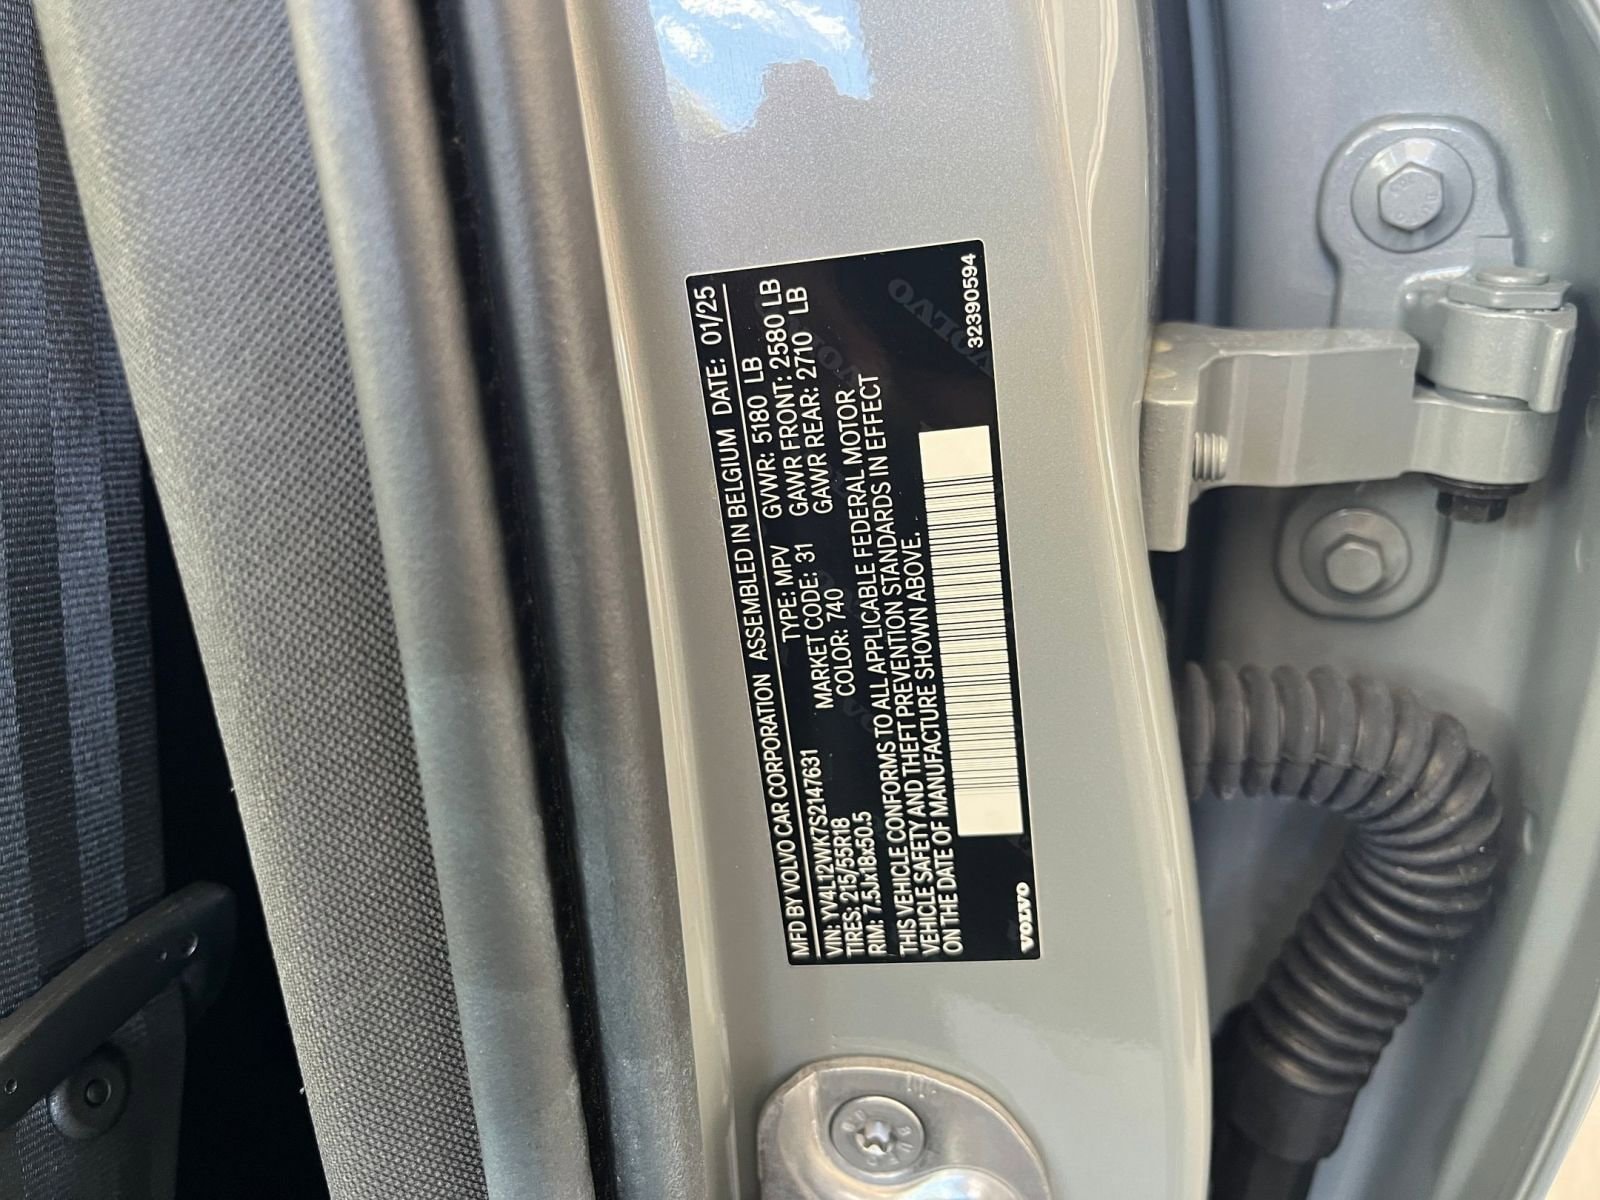 MFD BY VOLVO CAR CORPORATION ASSEMBLED IN BELGIUM DATE: 01/25
VIN: YV4L12WK7S2147631 TYPE: MPV GVWR: 5180 LB
TIRES: 215/55R18 MARKET CODE: 31 GAWR FRONT: 2580 LB
RIM: 7.5Jx18x50.5 COLOR: 740 GAWR REAR: 2710 LB
THIS VEHICLE CONFORMS TO ALL APPLICABLE FEDERAL MOTOR
VEHICLE SAFETY AND THEFT PREVENTION STANDARDS IN EFFECT
ON THE DATE OF MANUFACTURE SHOWN ABOVE.
VOLVO 32390594